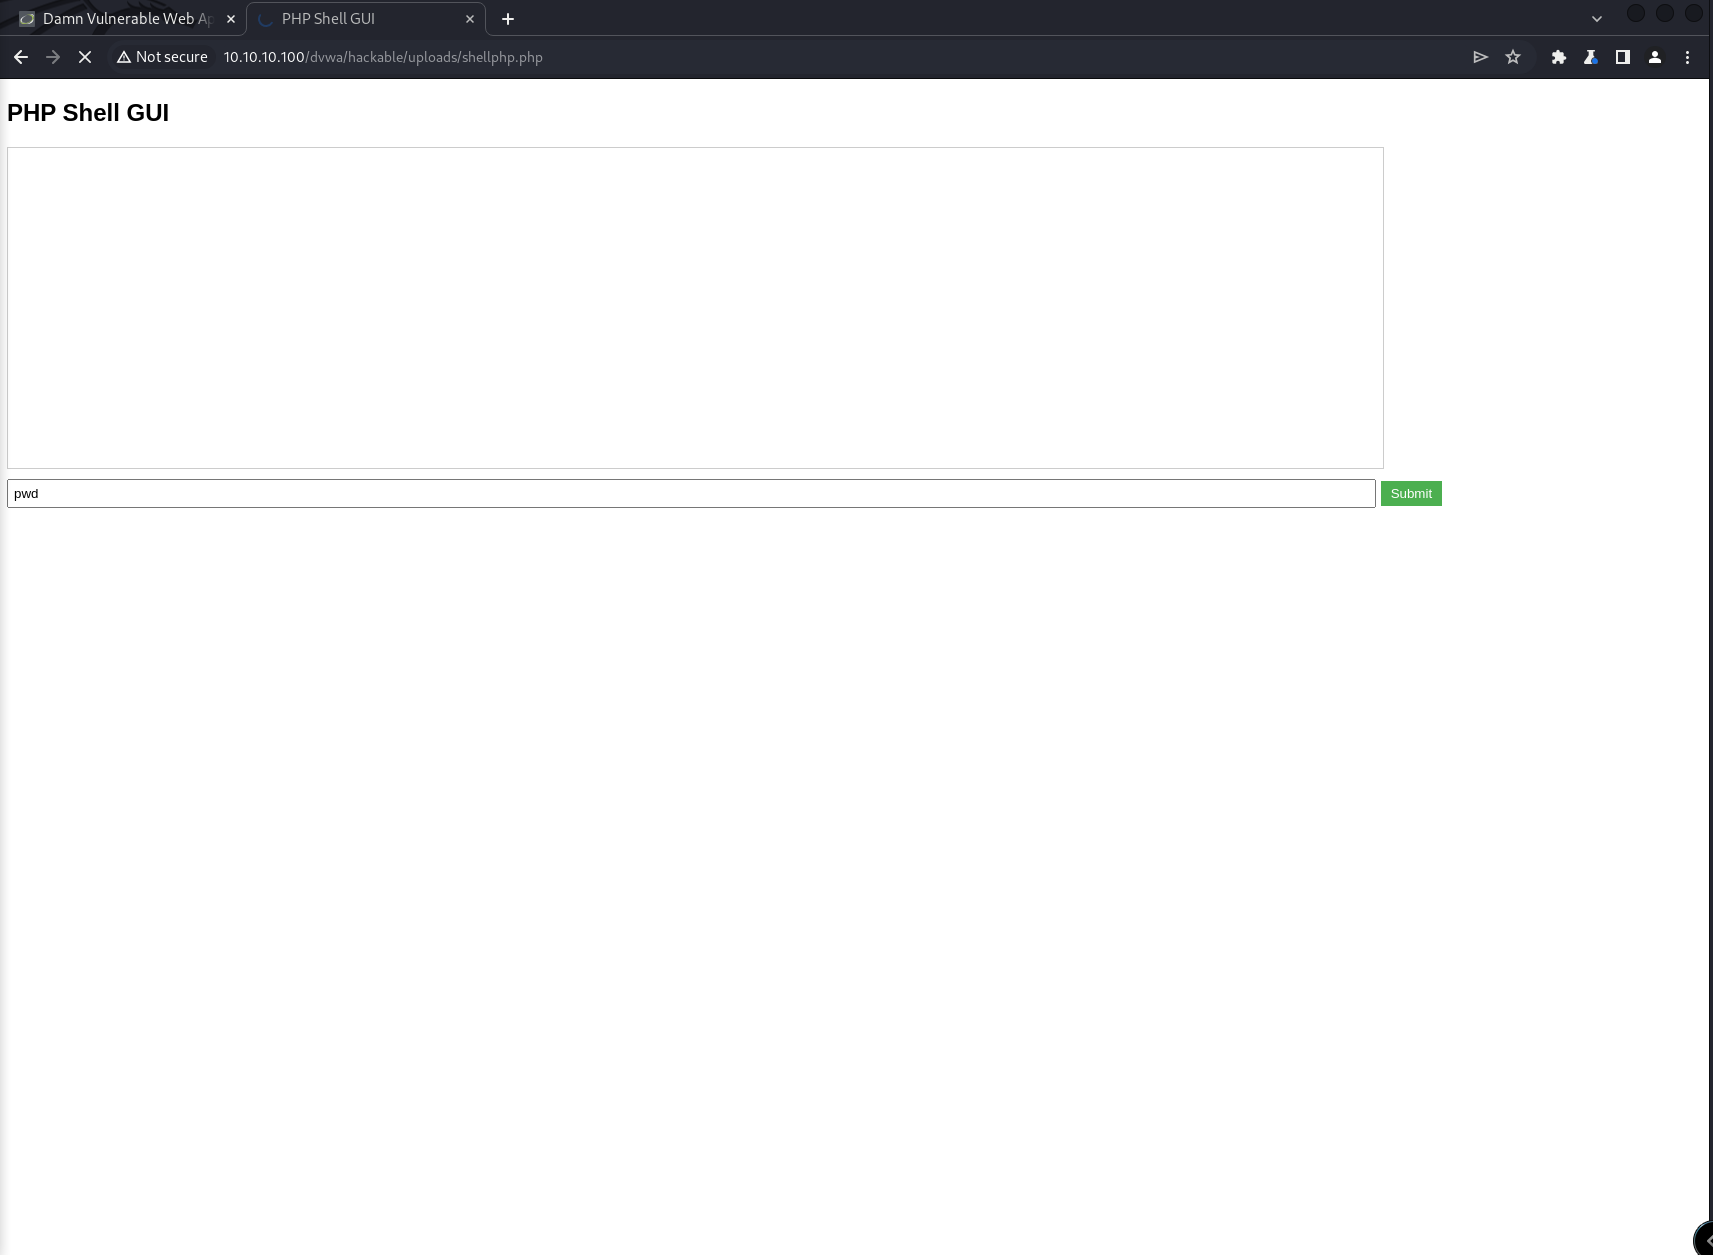 Damn Vulnerable Web Ap
PHP Shell GUI
Not secure
10.10.10.100/dvwa/hackable/uploads/shellphp.php
PHP Shell GUI
pwd
Submit